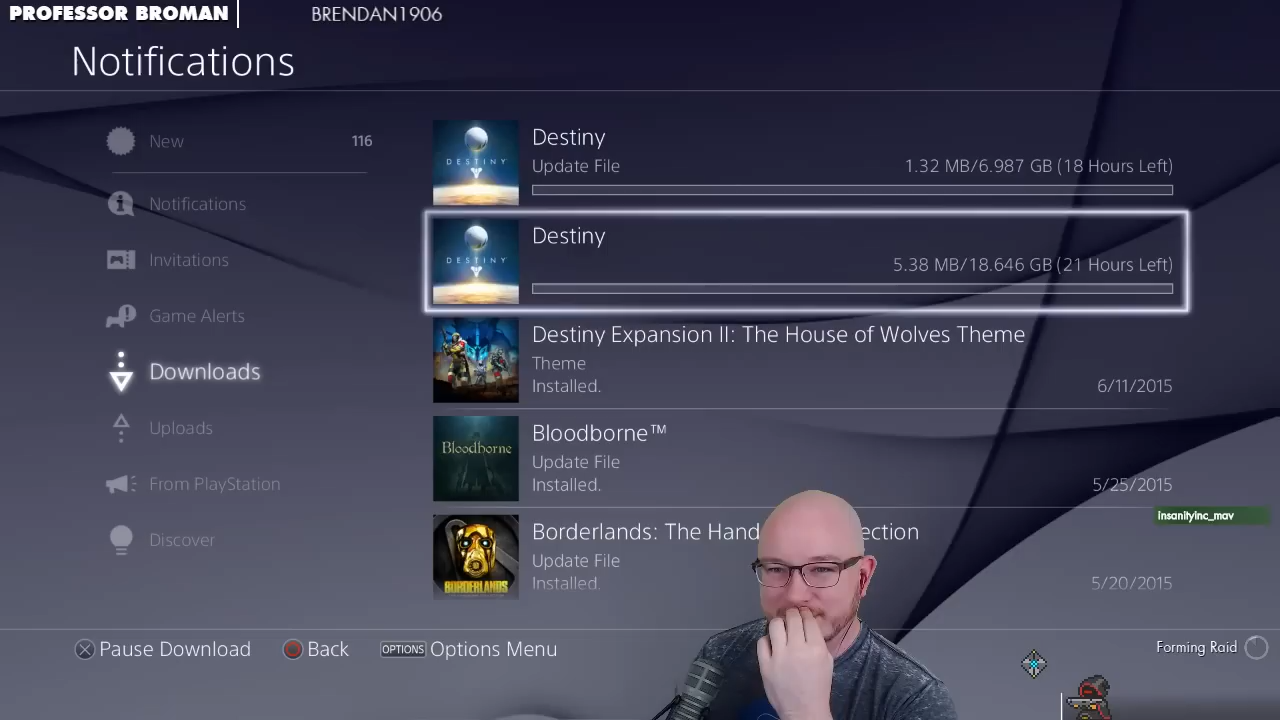 PROFESSOR BROMAN
BRENDAN1906
Notifications
New 116
Notifications
Invitations
Game Alerts
Downloads
Uploads
From PlayStation
Discover
DESTINY
Destiny
Update File
1.32 MB/6.987 GB (18 Hours Left)
DESTINY
Destiny
5.38 MB/18.646 GB (21 Hours Left)
Destiny Expansion II: The House of Wolves Theme
Theme
Installed.
6/11/2015
Bloodborne
Bloodborne™
Update File
Installed.
5/25/2015
BORDERLANDS
Borderlands: The Hand ection
Update File
Installed.
5/20/2015
insanityinc_mav
Pause Download
Back
OPTIONS Options Menu
Forming Raid